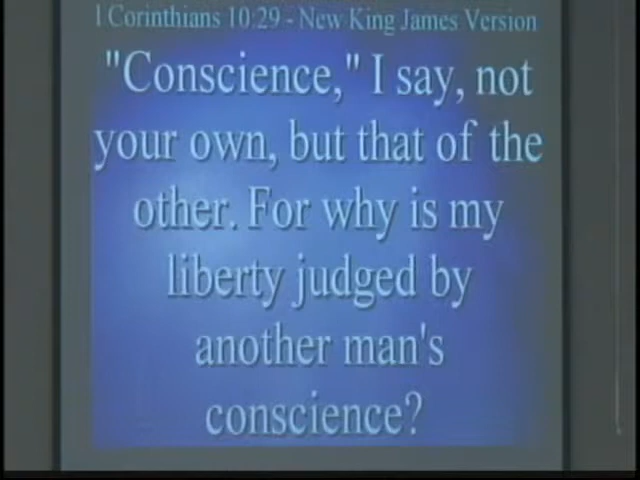 1 Corinthians 10:29 - New King James Version
"Conscience," I say, not
your own, but that of the
other. For why is my
liberty judged by
another man's
conscience?